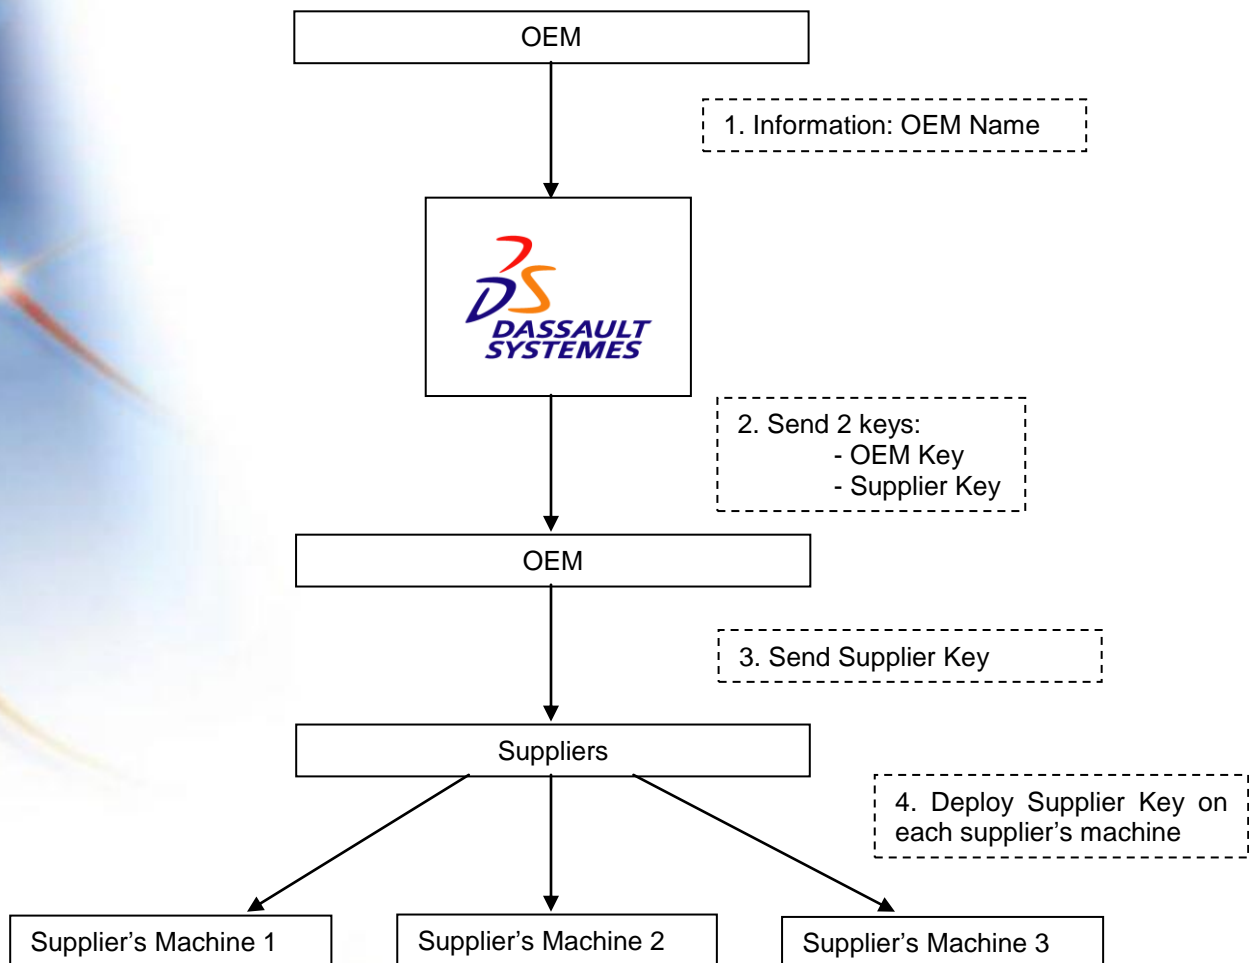 OEM
1. Information: OEM Name
DASSAULT
SYSTEMES
2. Send 2 keys:
- OEM Key
- Supplier Key
OEM
3. Send Supplier Key
Suppliers
4. Deploy Supplier Key on
each supplier's machine
Supplier's Machine 1
Supplier's Machine 2
Supplier's Machine 3